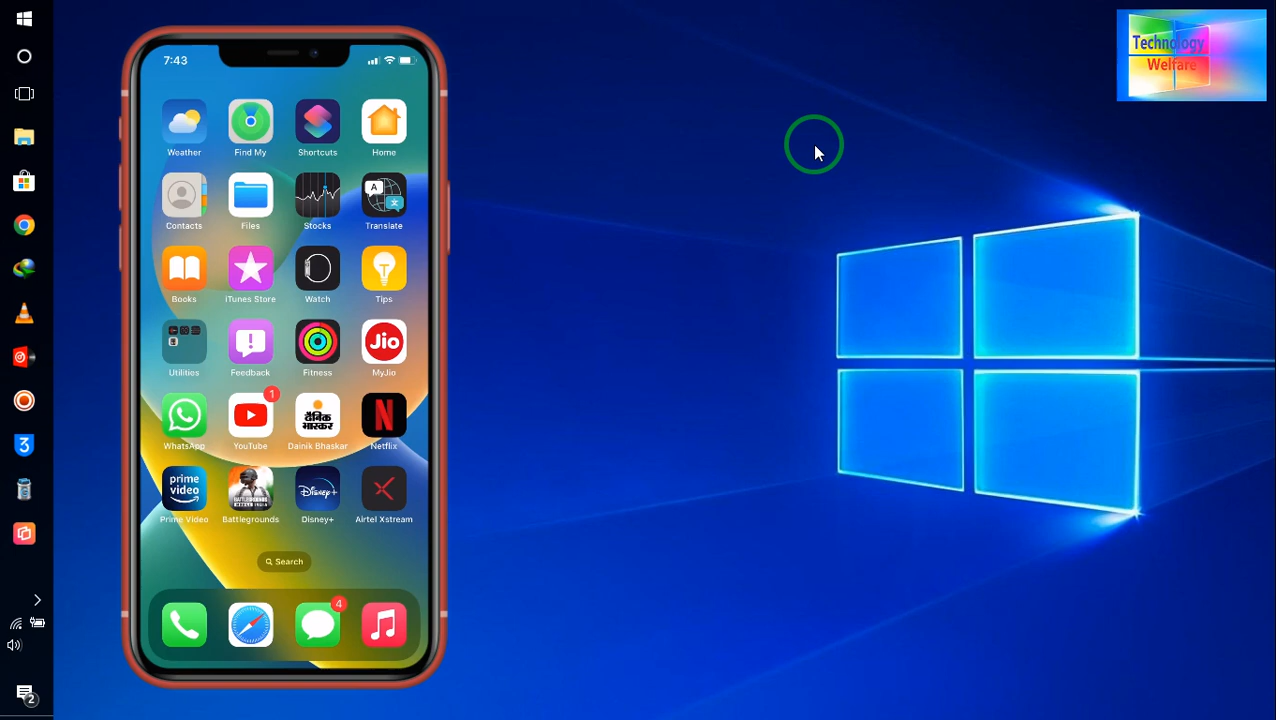 Technology
Welfare
7:43
Weather
Find My
Shortcuts
Home
Contacts
Files
Stocks
Translate
Books
iTunes Store
Watch
Tips
Utilities
Feedback
Fitness
Jio
MyJio
1
दैनिक
भास्कर
WhatsApp
YouTube
Dainik Bhaskar
Netflix
prime
video
BATTLEGROUNDS
Disney+
Prime Video
Battlegrounds
Disney+
Airtel Xstream
Search
4
2